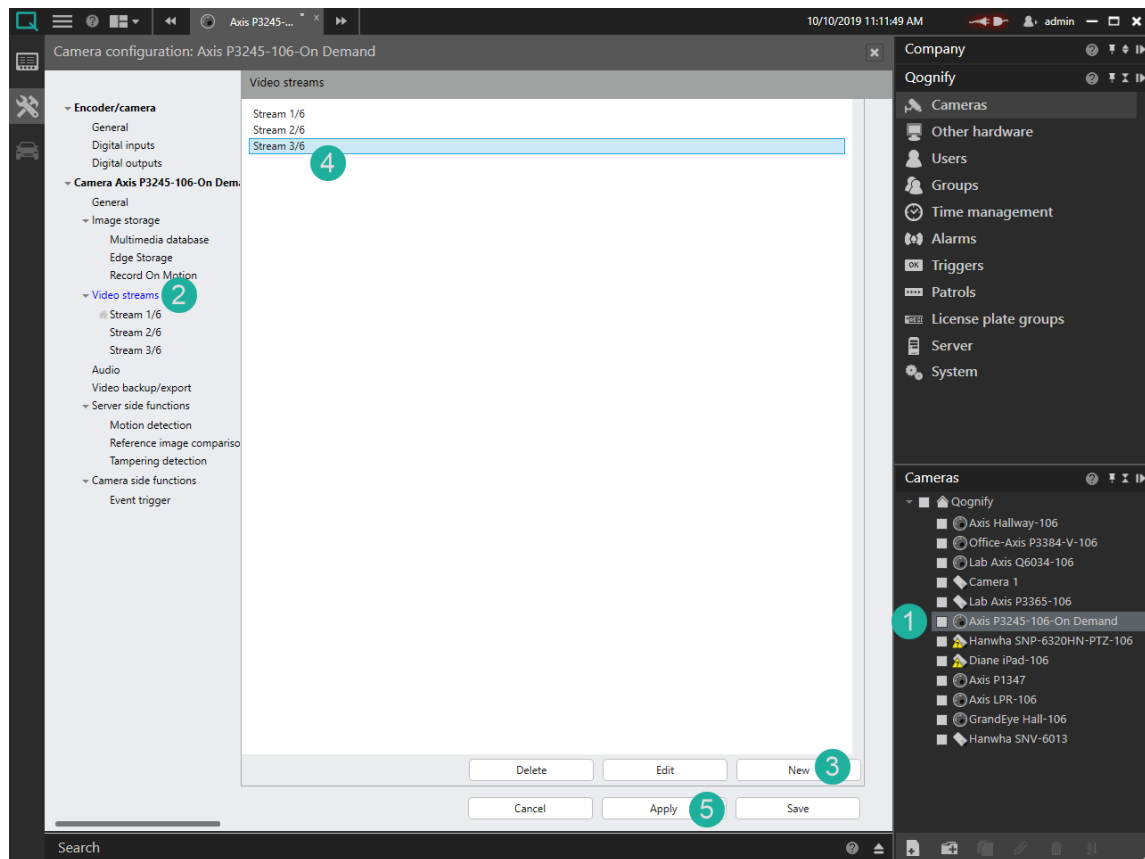 Axis P3245-... * x
10/10/2019 11:11:49 AM
admin
Camera configuration: Axis P3245-106-On Demand
Video streams
Encoder/camera
General
Digital inputs
Digital outputs
Camera Axis P3245-106-On Dema
General
Image storage
Multimedia database
Edge Storage
Record On Motion
Video streams 2
Stream 1/6
Stream 2/6
Stream 3/6
Audio
Video backup/export
Server side functions
Motion detection
Reference image compariso
Tampering detection
Camera side functions
Event trigger
Stream 1/6
Stream 2/6
Stream 3/6
4
Delete Edit New 3
Cancel Apply 5 Save
Search
Company
Qognify
Cameras
Other hardware
Users
Groups
Time management
Alarms
OK Triggers
Patrols
License plate groups
Server
System
Cameras
Qognify
Axis Hallway-106
Office-Axis P3384-V-106
Lab Axis Q6034-106
Camera 1
Lab Axis P3365-106
1 Axis P3245-106-On Demand
Hanwha SNP-6320HN-PTZ-106
Diane iPad-106
Axis P1347
Axis LPR-106
GrandEye Hall-106
Hanwha SNV-6013